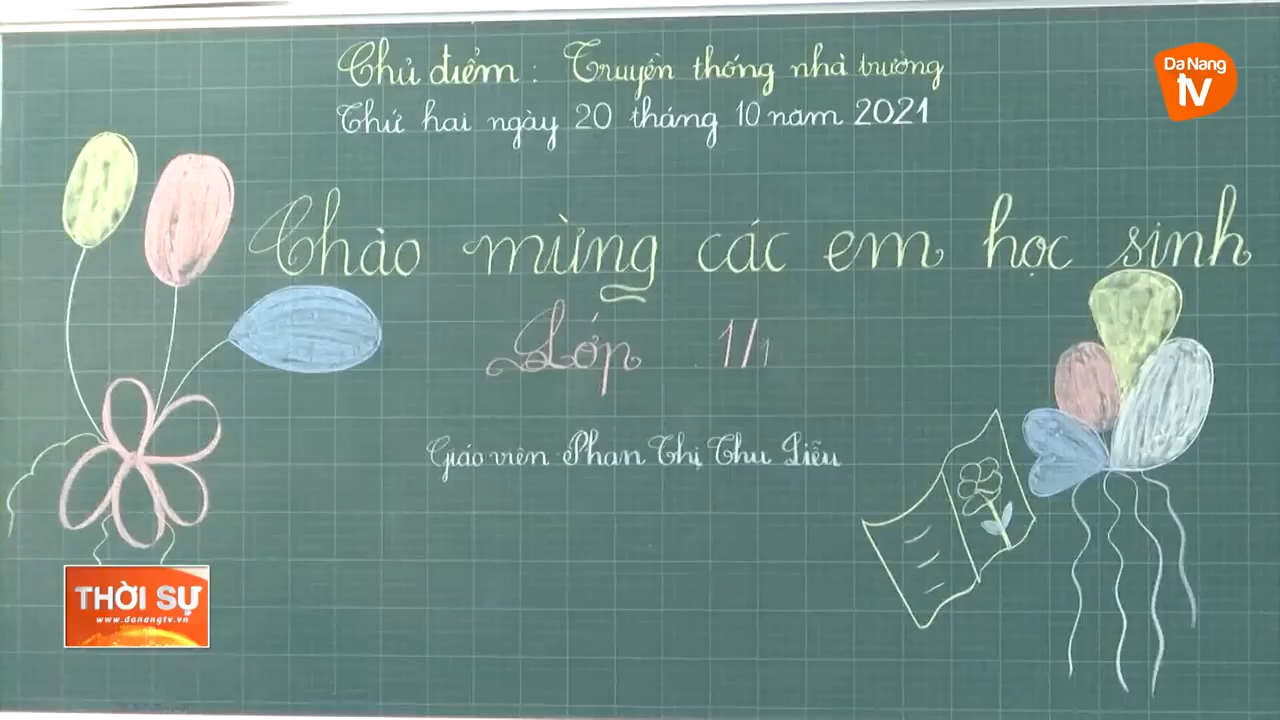 Chủ điểm : Truyền thống nhà trường
Da Nang
tv
Thứ hai ngày 20 tháng 10 năm 2021
Chào mừng các em học sinh
Lớp 1/1
Giáo viên Phan Thị Thu Liễu
THỜI SỰ
www.danangtv.vn